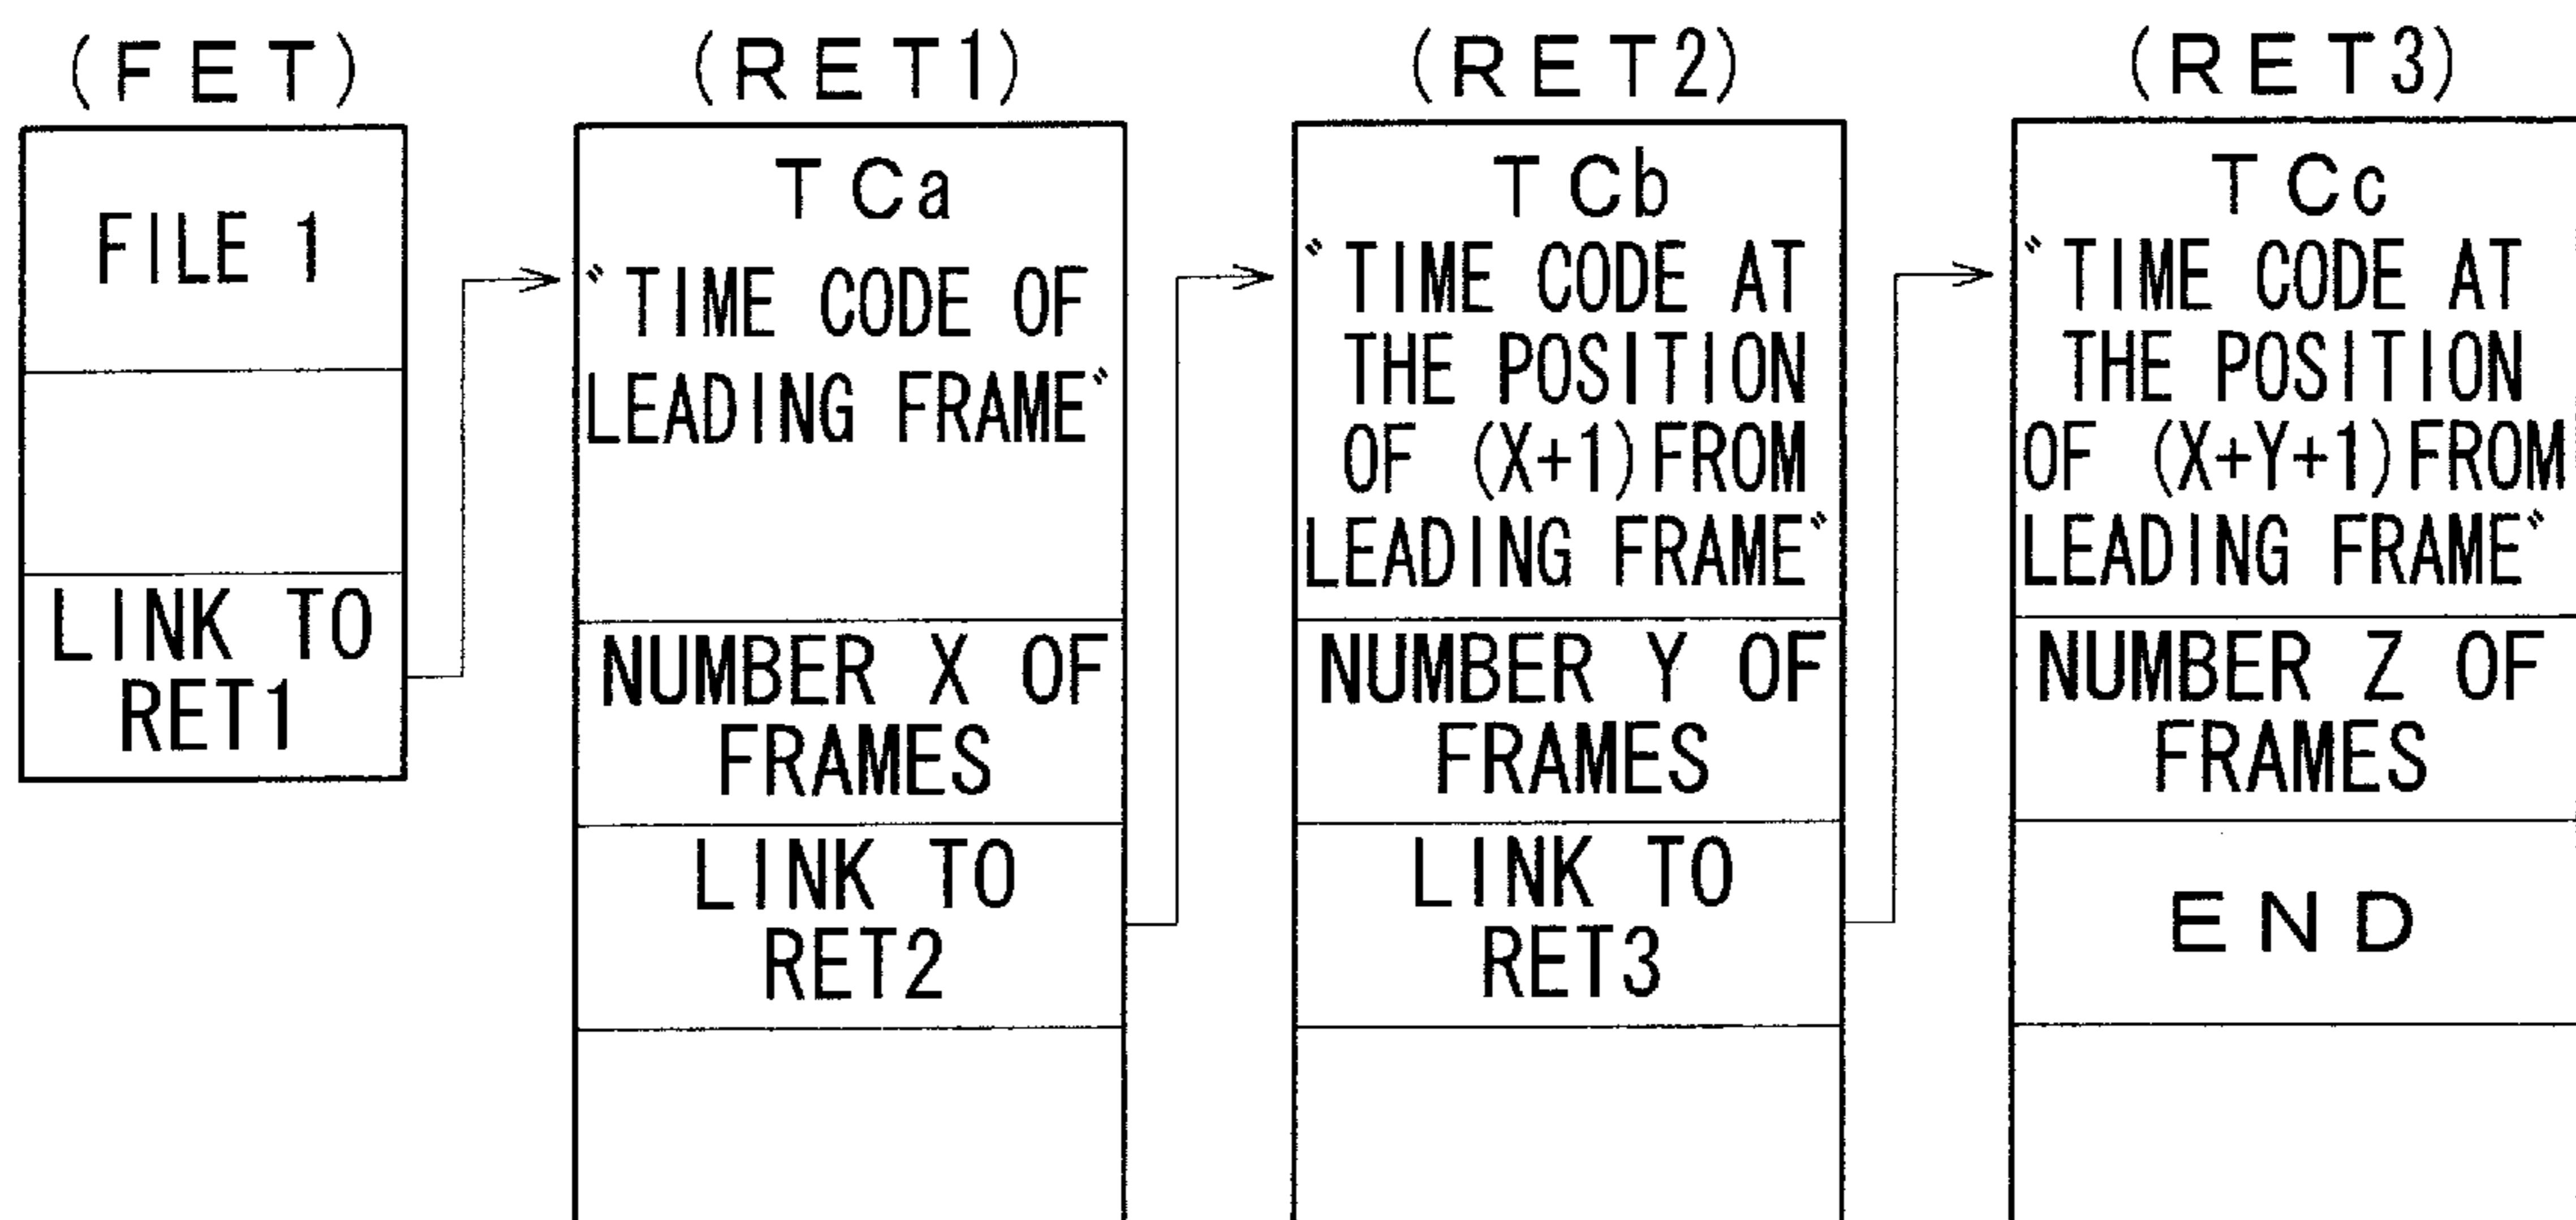 (FET)
FILE 1
LINK TO
RET1
(RET1)
TCa
"TIME CODE OF
LEADING FRAME"
NUMBER X OF
FRAMES
LINK TO
RET2
(RET2)
TCb
"TIME CODE AT
THE POSITION
OF (X+1) FROM
LEADING FRAME"
NUMBER Y OF
FRAMES
LINK TO
RET3
(RET3)
TCc
"TIME CODE AT
THE POSITION
OF (X+Y+1) FROM
LEADING FRAME"
NUMBER Z OF
FRAMES
END